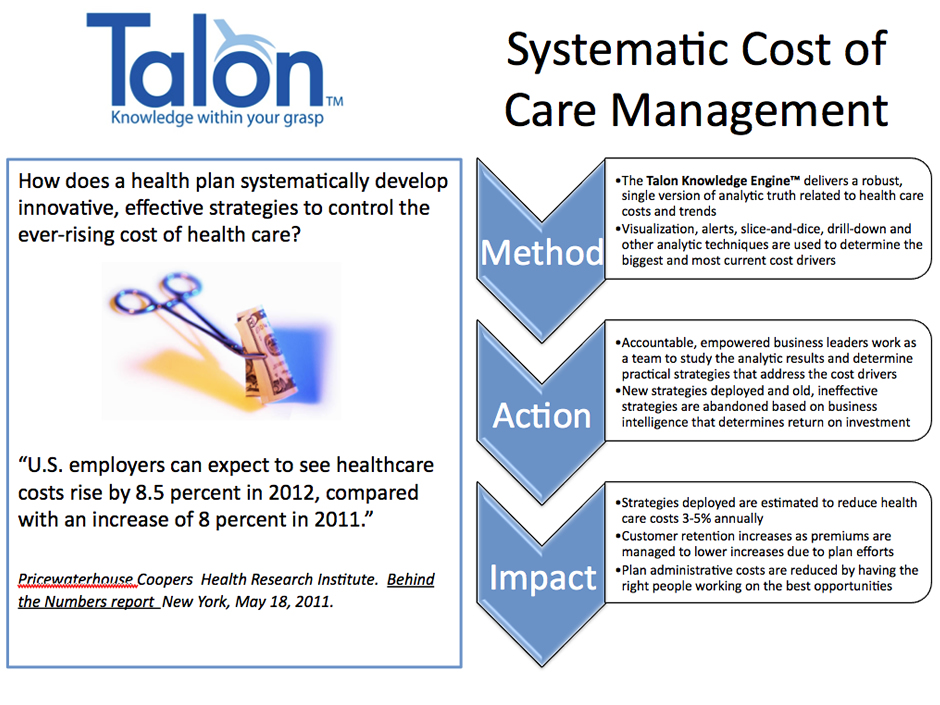 Talon™
Knowledge within your grasp
Systematic Cost of
Care Management
How does a health plan systematically develop
innovative, effective strategies to control the
ever-rising cost of health care?
“U.S. employers can expect to see healthcare
costs rise by 8.5 percent in 2012, compared
with an increase of 8 percent in 2011.”
Pricewaterhouse Coopers Health Research Institute. Behind
the Numbers report New York, May 18, 2011.
Method
•The Talon Knowledge Engine™ delivers a robust,
single version of analytic truth related to health care
costs and trends
•Visualization, alerts, slice-and-dice, drill-down and
other analytic techniques are used to determine the
biggest and most current cost drivers
Action
•Accountable, empowered business leaders work as
a team to study the analytic results and determine
practical strategies that address the cost drivers
•New strategies deployed and old, ineffective
strategies are abandoned based on business
intelligence that determines return on investment
Impact
•Strategies deployed are estimated to reduce health
care costs 3-5% annually
•Customer retention increases as premiums are
managed to lower increases due to plan efforts
•Plan administrative costs are reduced by having the
right people working on the best opportunities